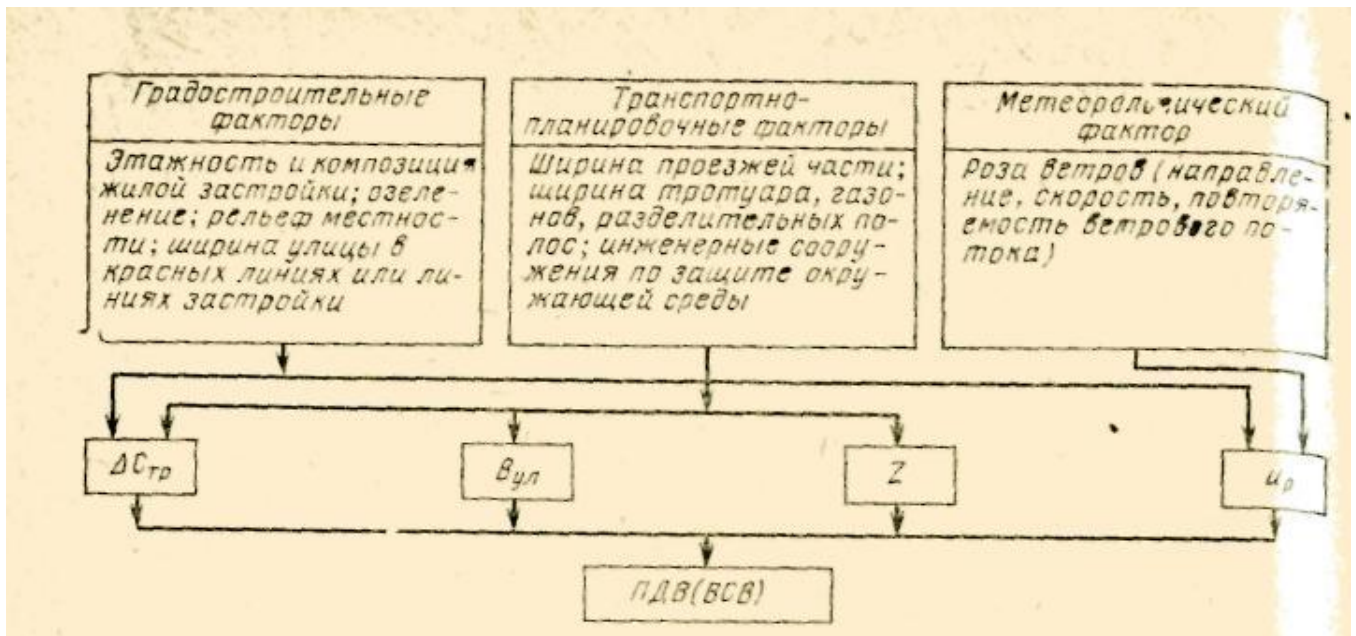 Градостроительные
факторы
Этажность и композиция
жилой застройки; озеле-
нение; рельеф местнос-
ти; ширина улицы в
красных линиях или ли-
ниях застройки
Транспортно-
планировочные факторы
Ширина проезжей части;
ширина тротуара, газо-
нов, разделительных по-
лос; инженерные соору-
жения по защите окру-
жающей среды
Метеорологический
фактор
Роза ветров (направле-
ние, скорость, повторя-
емость ветрового по-
тока)
ΔCтр
Bул
Z
uр
ПДВ(ВСВ)